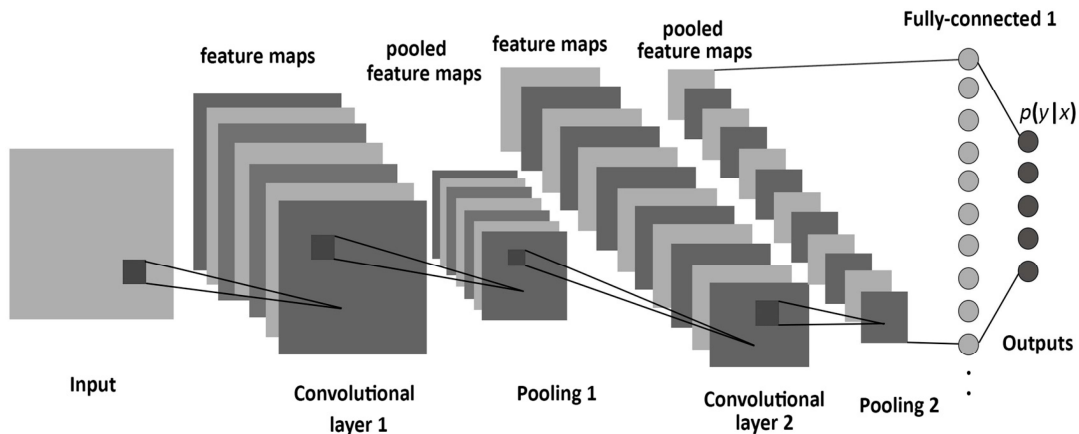 Fully-connected 1
feature maps
pooled
feature maps
feature maps
pooled
feature maps
p(y|x)
Outputs
Input
Convolutional
layer 1
Pooling 1
Convolutional
layer 2
Pooling 2